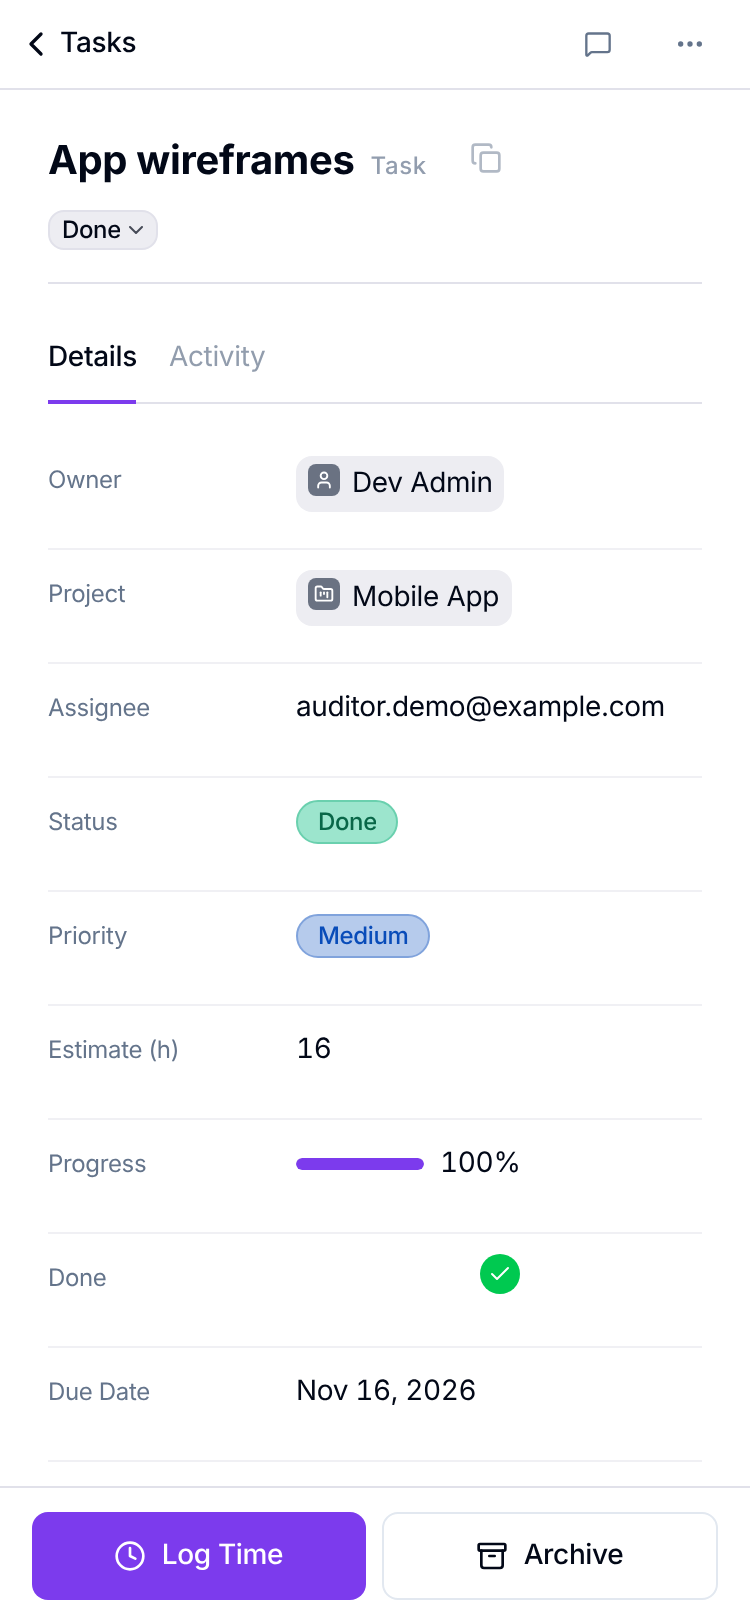 Tasks
App wireframes Task
Done
Details Activity
Owner Dev Admin
Project Mobile App
Assignee auditor.demo@example.com
Status Done
Priority Medium
Estimate (h) 16
Progress 100%
Done
Due Date Nov 16, 2026
Log Time Archive